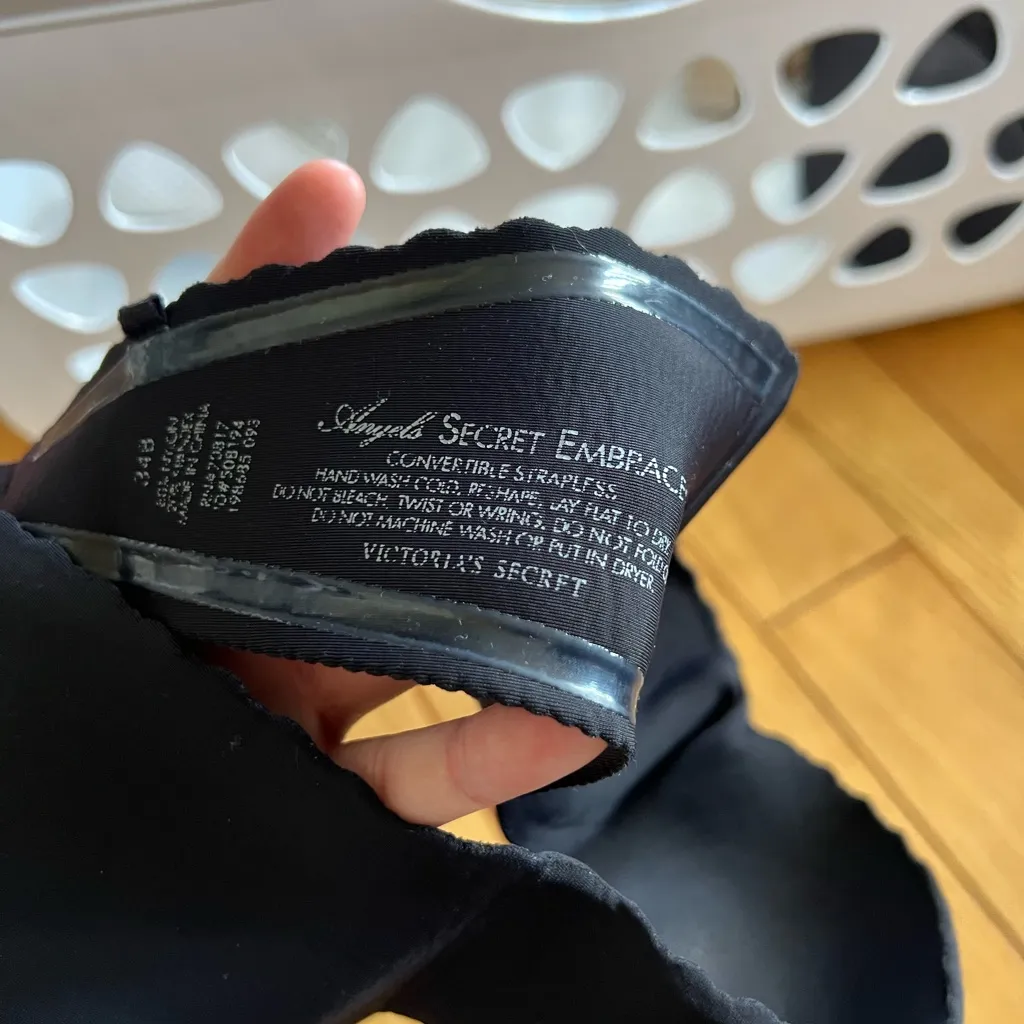 Angels SECRET EMBRACE
CONVERTIBLE STRAPLESS
HAND WASH COLD, RESHAPE, LAY FLAT TO DRY
DO NOT BLEACH, TWIST OR WRING, DO NOT FOLD
DO NOT MACHINE WASH OR PUT IN DRYER
VICTORIA'S SECRET
34B
MADE IN CHINA